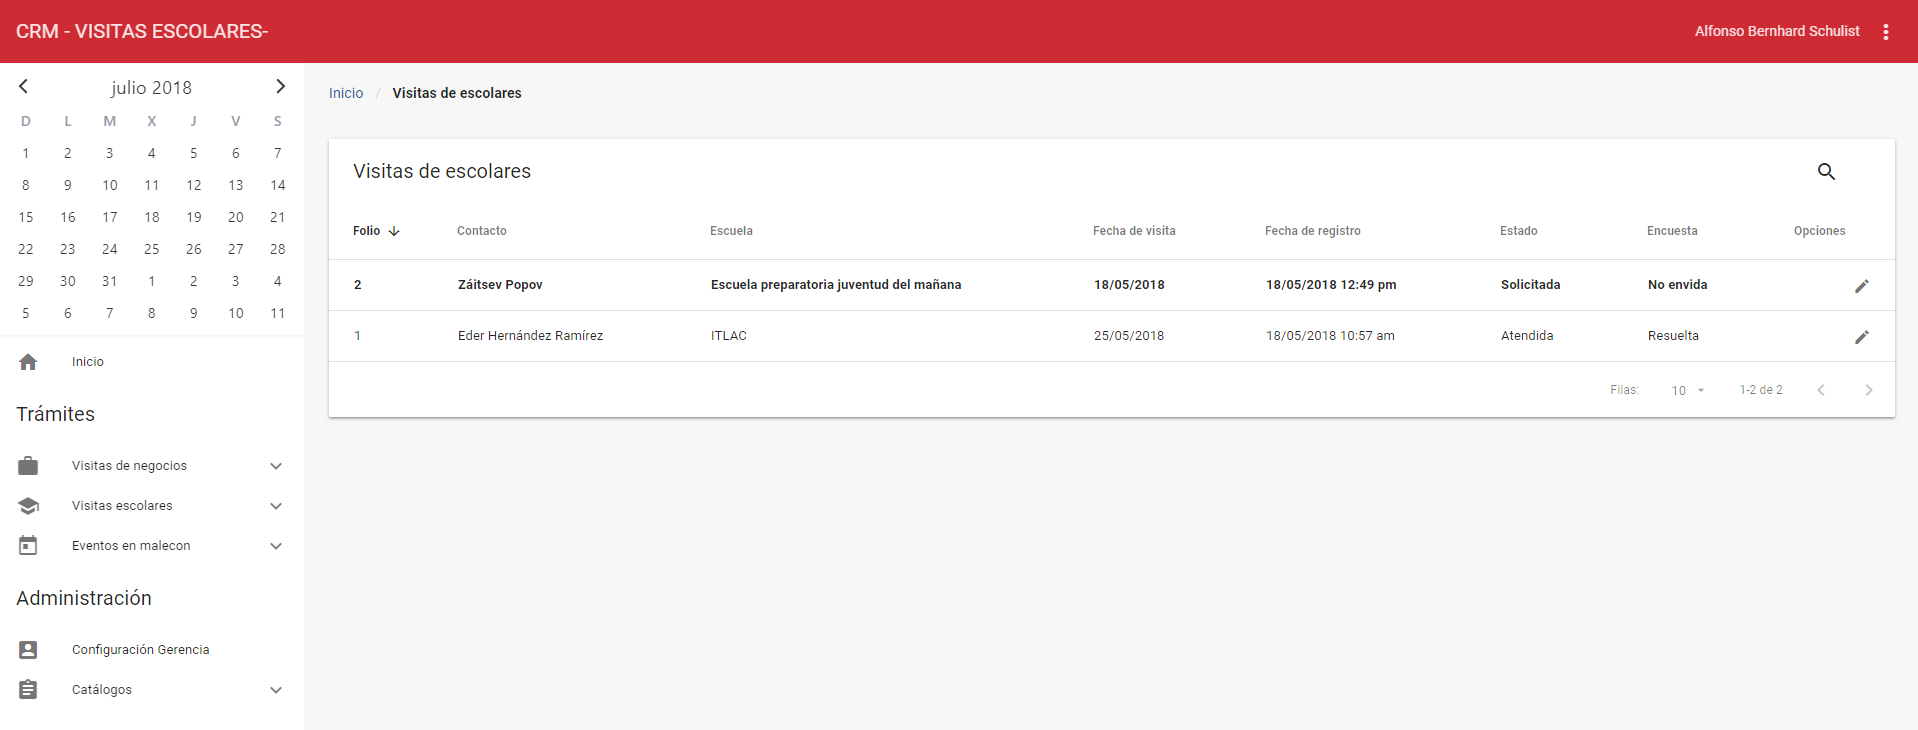 CRM - VISITAS ESCOLARES-
Alfonso Bernhard Schulist
julio 2018
D L M X J V S
1 2 3 4 5 6 7
8 9 10 11 12 13 14
15 16 17 18 19 20 21
22 23 24 25 26 27 28
29 30 31 1 2 3 4
5 6 7 8 9 10 11
Inicio
Trámites
Visitas de negocios
Visitas escolares
Eventos en malecon
Administración
Configuración Gerencia
Catálogos
Inicio / Visitas de escolares
Visitas de escolares
Folio Contacto Escuela Fecha de visita Fecha de registro Estado Encuesta Opciones
2 Záitsev Popov Escuela preparatoria juventud del mañana 18/05/2018 18/05/2018 12:49 pm Solicitada No envida
1 Eder Hernández Ramírez ITLAC 25/05/2018 18/05/2018 10:57 am Atendida Resuelta
Filas: 10 1-2 de 2